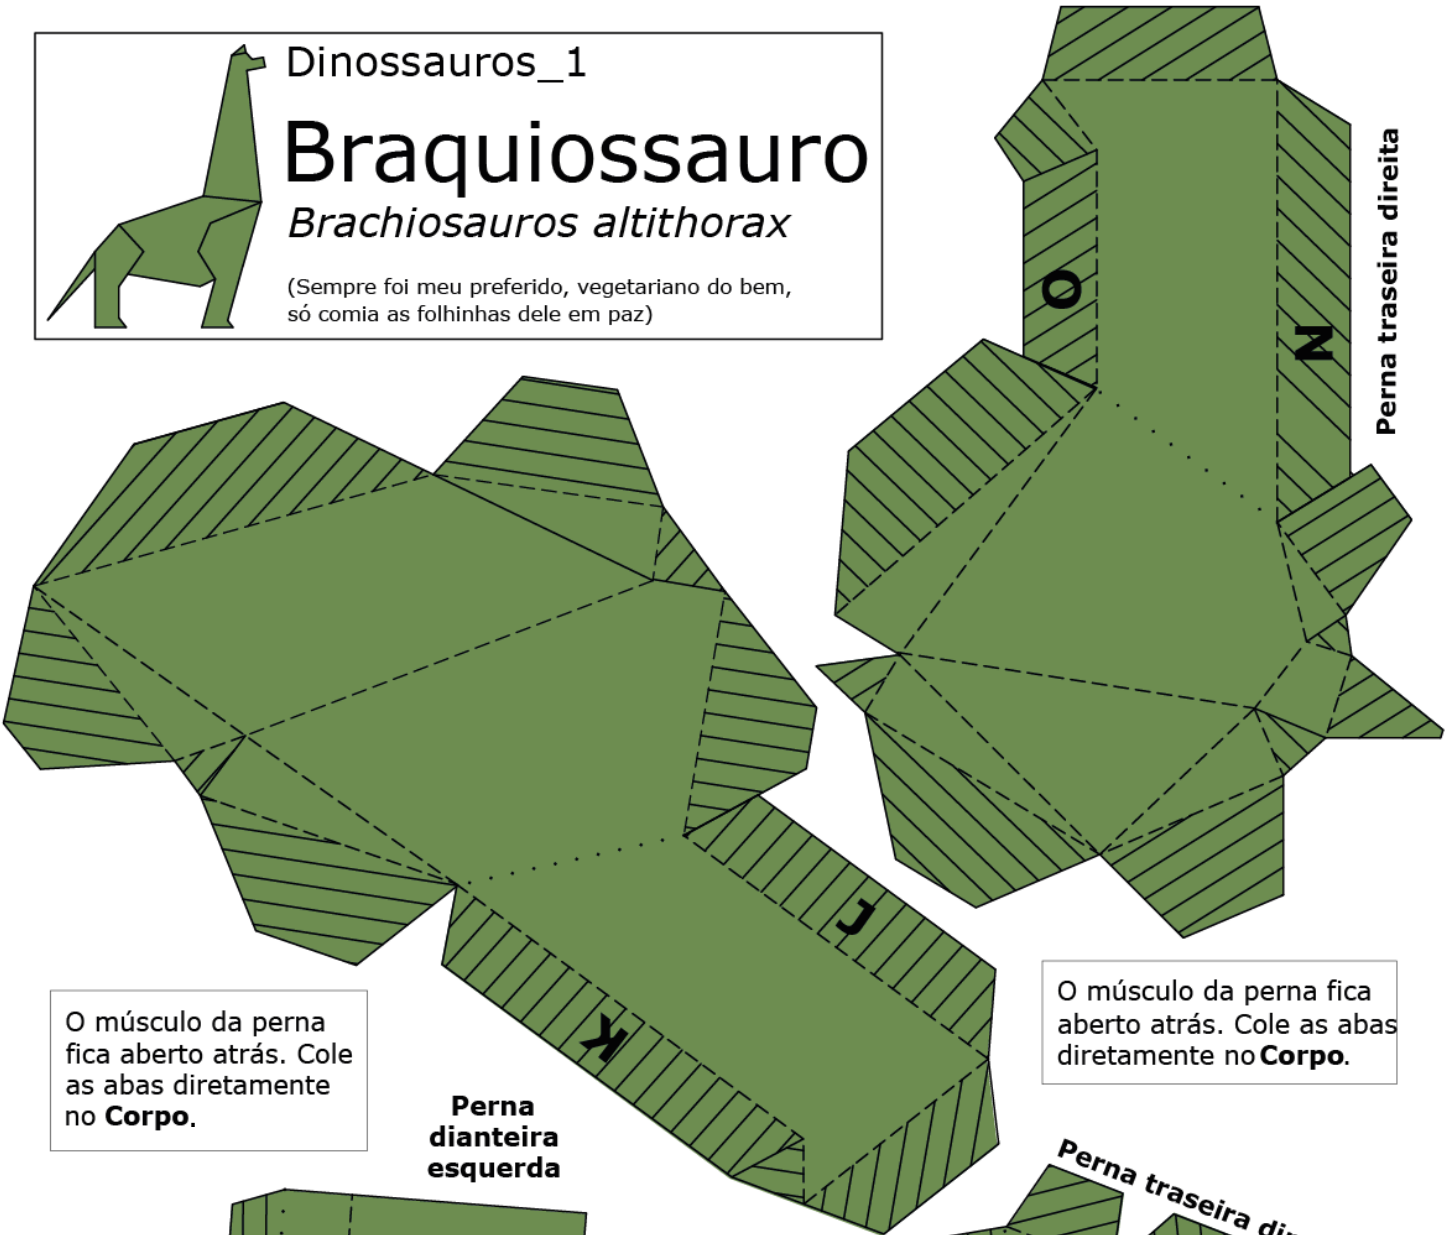 Dinossauros_1
Braquiossauro
Brachiosauros altithorax
(Sempre foi meu preferido, vegetariano do bem,
só comia as folhinhas dele em paz)
Perna traseira direita
O
N
J
K
O músculo da perna
fica aberto atrás. Cole
as abas diretamente
no Corpo.
O músculo da perna fica
aberto atrás. Cole as abas
diretamente no Corpo.
Perna
dianteira
esquerda
Perna traseira